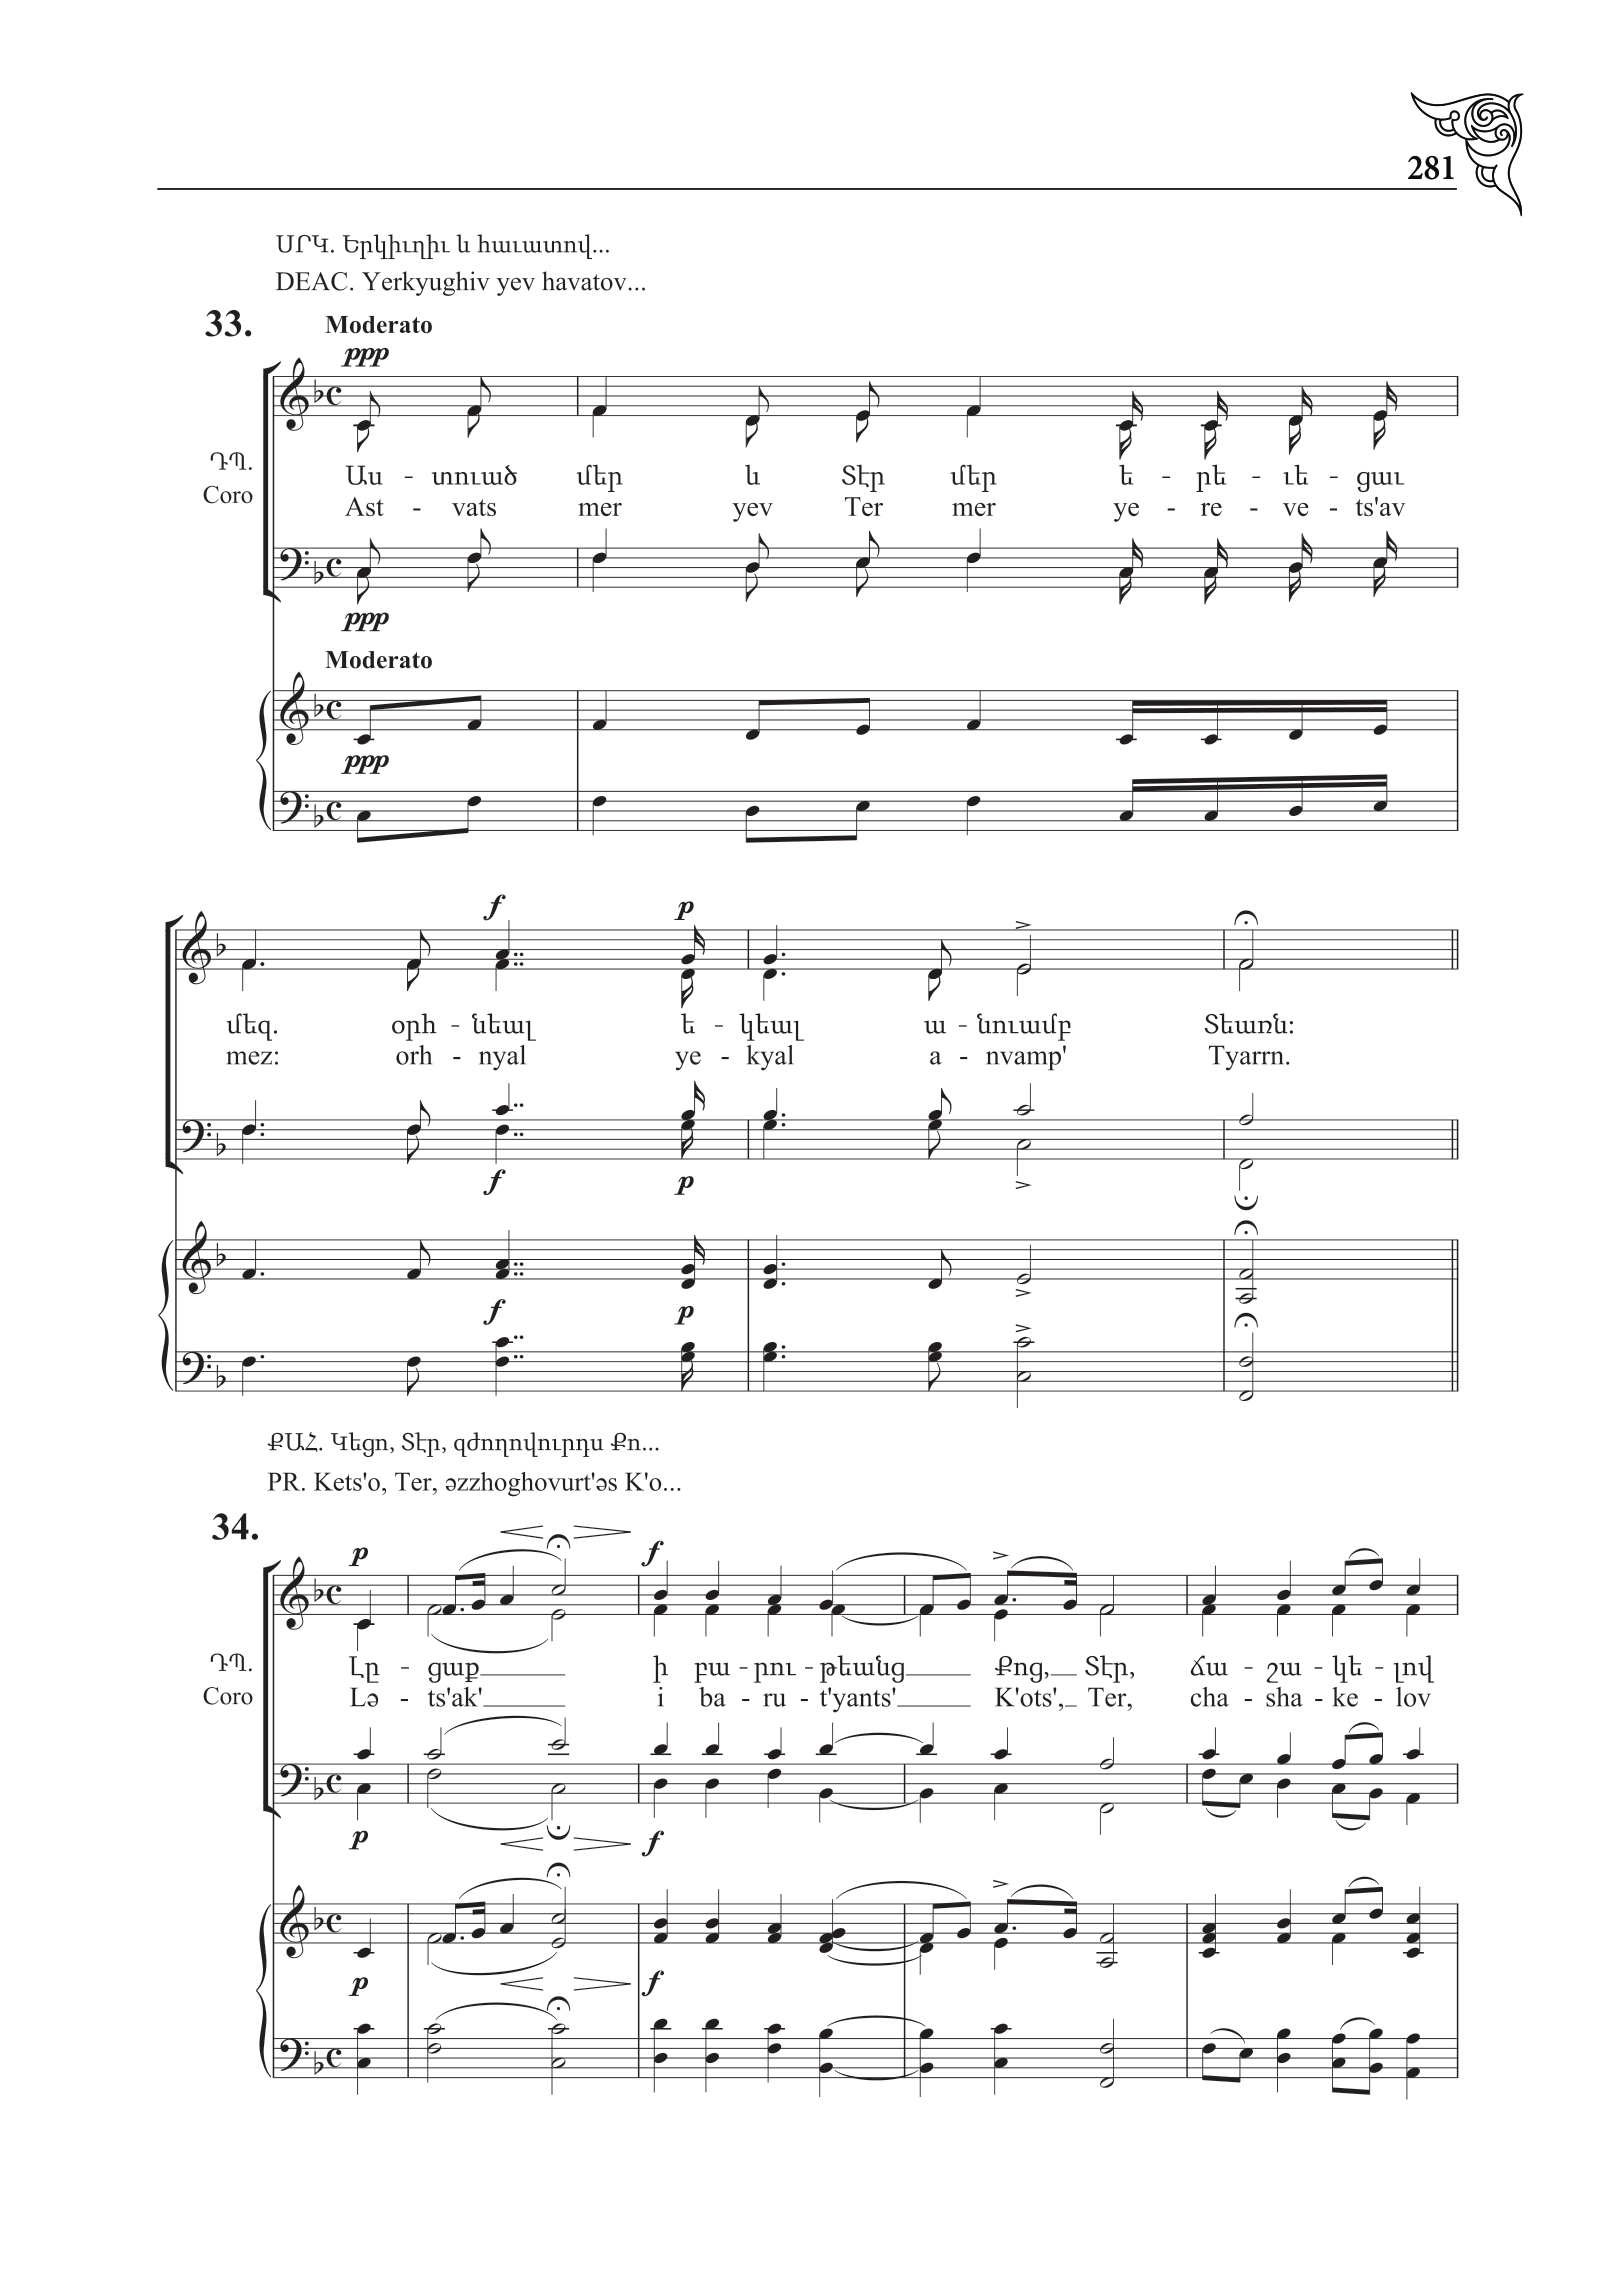 281
ՍՐԿ. Երկիւղիւ և հաւատով...
DEAC. Yerkyughiv yev havatov...
33. Moderato
ppp
ԴՊ.
Coro
Աս - տուած մեր և Տէր մեր ե - րե - ւե - ցաւ
Ast - vats mer yev Ter mer ye - re - ve - ts'av
ppp
Moderato
ppp
f p
մեզ. օրհ - նեալ ե - կեալ ա - նուամբ Տեառն:
mez: orh - nyal ye - kyal a - nvamp' Tyarrn.
f p
f p
ՔԱՀ. Կեցո, Տէր, զժողովուրդս Քո...
PR. Kets'o, Ter, əzzhoghovurt'əs K'o...
34.
p f
ԴՊ.
Coro
Լը - ցաք i բա - րու - թեանց Քոց, Տէր, ճա - շա - կե - լով
Lə - ts'ak' i ba - ru - t'yants' K'ots', Ter, cha - sha - ke - lov
p f
p f